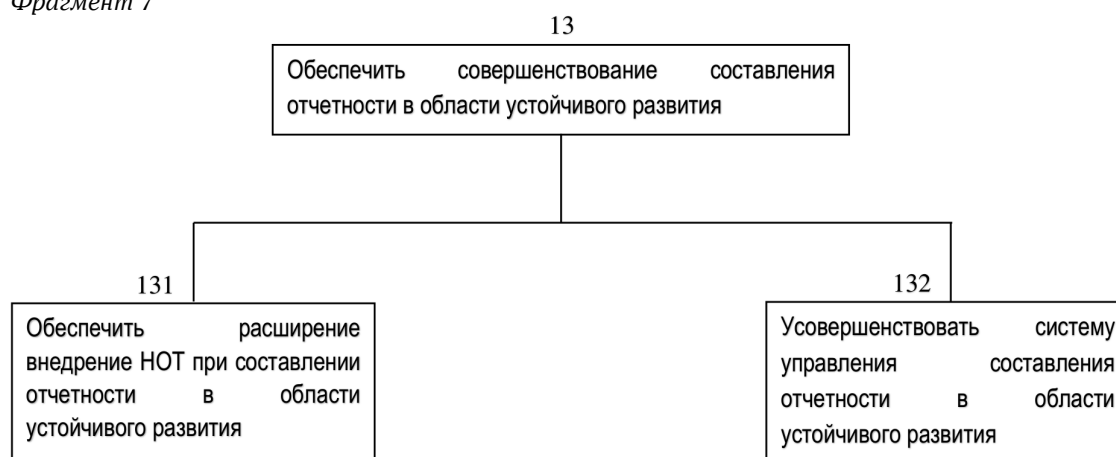 Фрагмент 7
13
Обеспечить совершенствование составления
отчетности в области устойчивого развития
131
132
Обеспечить расширение
внедрение НОТ при составлении
отчетности в области
устойчивого развития
Усовершенствовать систему
управления составления
отчетности в области
устойчивого развития